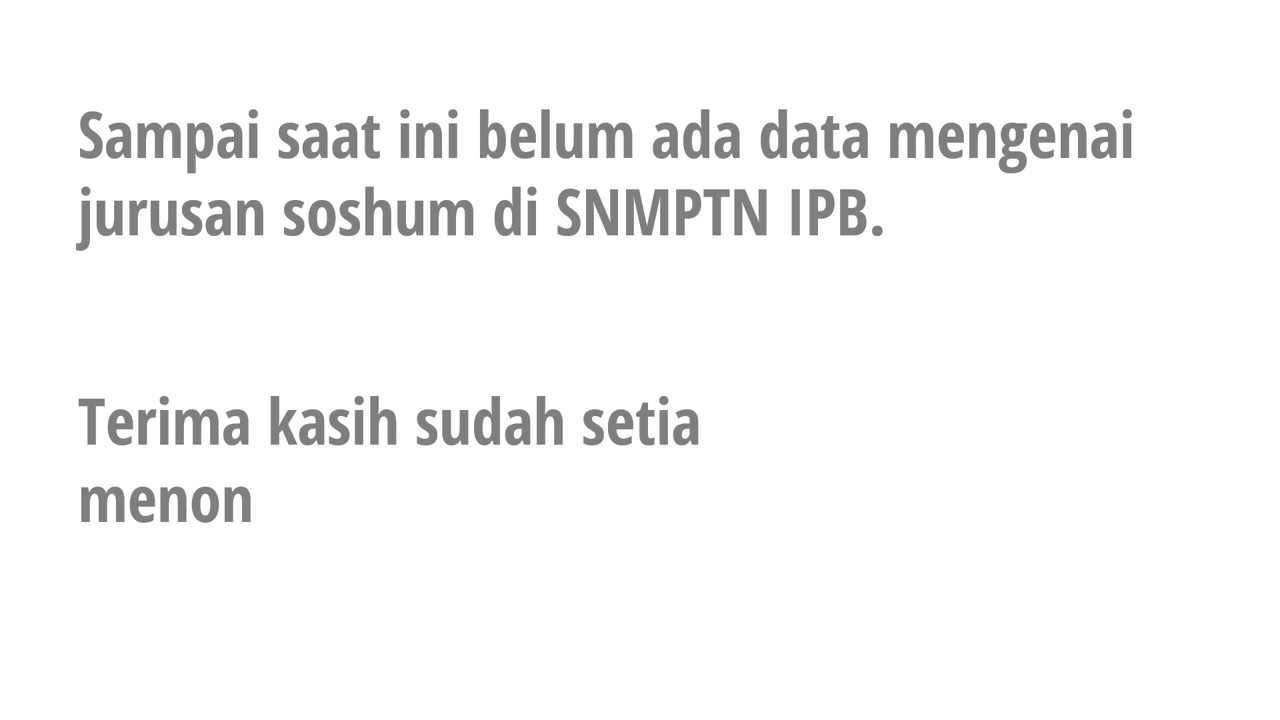 Sampai saat ini belum ada data mengenai
jurusan soshum di SNMPTN IPB.
Terima kasih sudah setia
menon